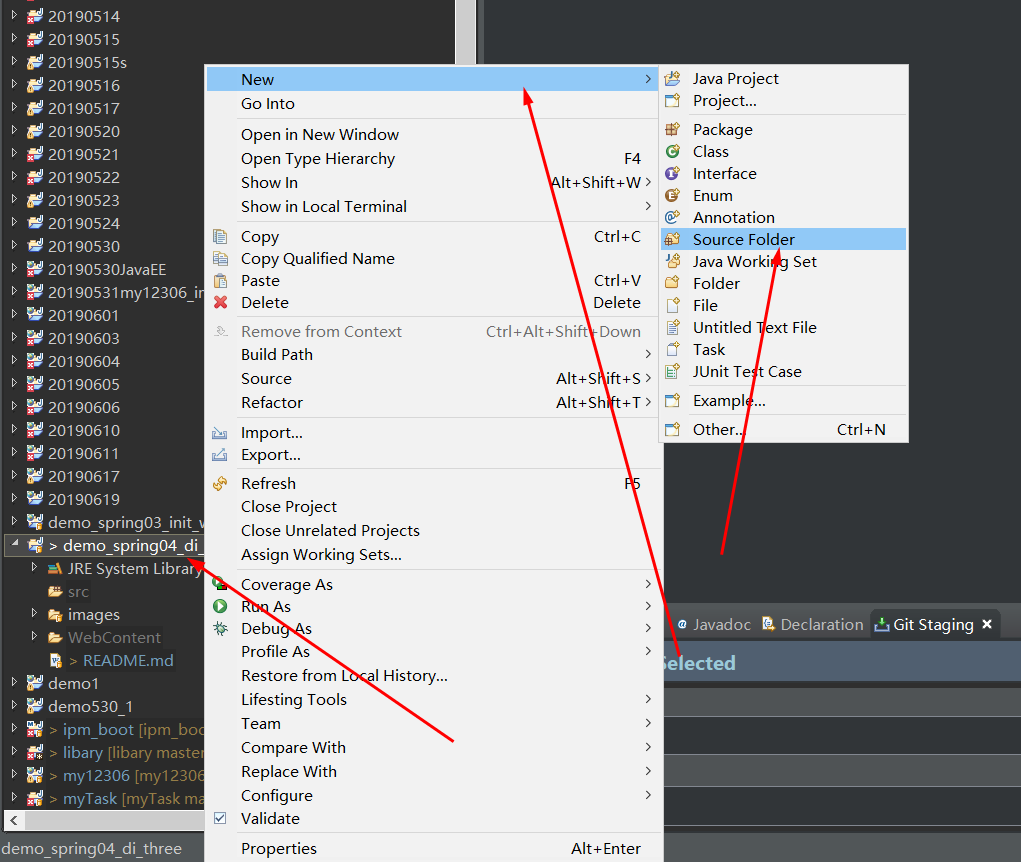 20190514
20190515
20190515s
20190516
20190517
20190520
20190521
20190522
20190523
20190524
20190530
20190530JavaEE
20190531my12306_in
20190601
20190603
20190604
20190605
20190606
20190610
20190611
20190617
20190619
demo_spring03_init_w
> demo_spring04_di_
JRE System Library
src
images
WebContent
> README.md
demo1
demo530_1
> ipm_boot [ipm_boo
> libary [libary master
> my12306 [my12306
> myTask [myTask ma
demo_spring04_di_three
New
Go Into
Open in New Window
Open Type Hierarchy F4
Show In Alt+Shift+W
Show in Local Terminal
Copy Ctrl+C
Copy Qualified Name
Paste Ctrl+V
Delete Delete
Remove from Context Ctrl+Alt+Shift+Down
Build Path
Source Alt+Shift+S
Refactor Alt+Shift+T
Import...
Export...
Refresh F5
Close Project
Close Unrelated Projects
Assign Working Sets...
Coverage As
Run As
Debug As
Profile As
Restore from Local History...
Lifesting Tools
Team
Compare With
Replace With
Configure
Validate
Properties Alt+Enter
Java Project
Project...
Package
Class
Interface
Enum
Annotation
Source Folder
Java Working Set
Folder
File
Untitled Text File
Task
JUnit Test Case
Example...
Other... Ctrl+N
@ Javadoc Declaration Git Staging
Selected